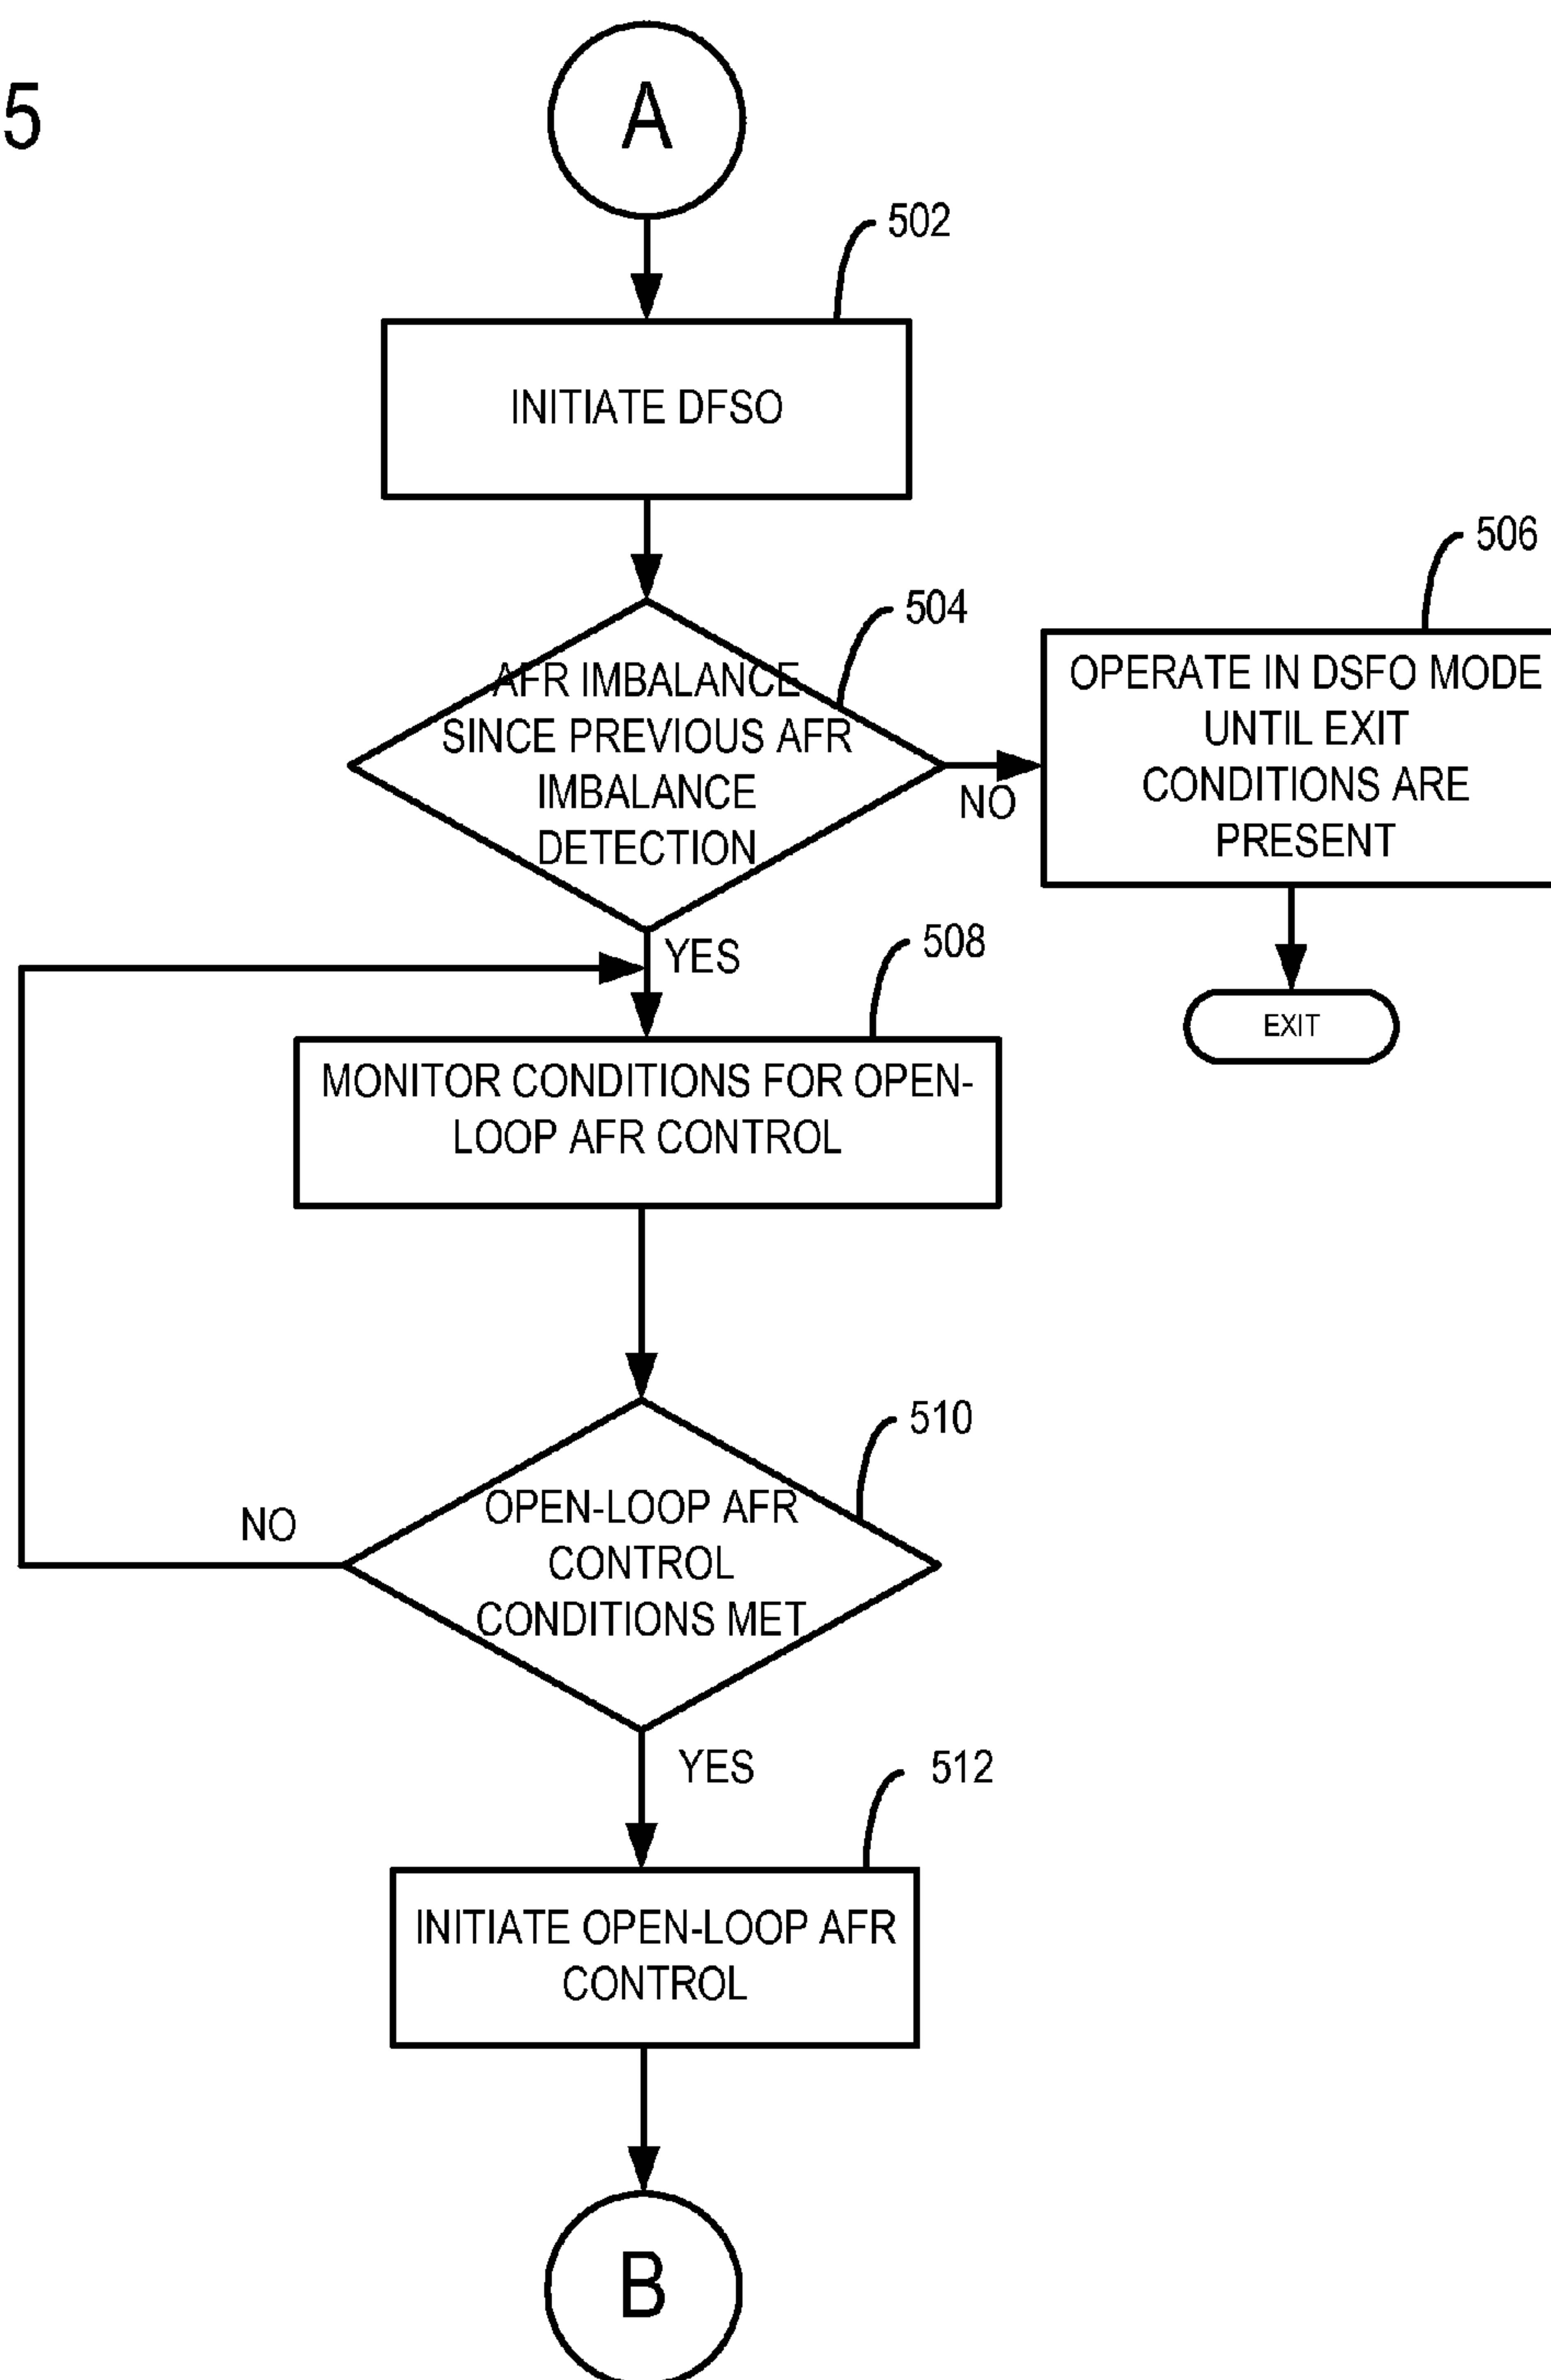 5
A
502
INITIATE DFSO
504
AFR IMBALANCE
SINCE PREVIOUS AFR
IMBALANCE
DETECTION
NO
506
OPERATE IN DSFO MODE
UNTIL EXIT
CONDITIONS ARE
PRESENT
EXIT
YES
508
MONITOR CONDITIONS FOR OPEN-
LOOP AFR CONTROL
510
OPEN-LOOP AFR
CONTROL
CONDITIONS MET
NO
YES
512
INITIATE OPEN-LOOP AFR
CONTROL
B